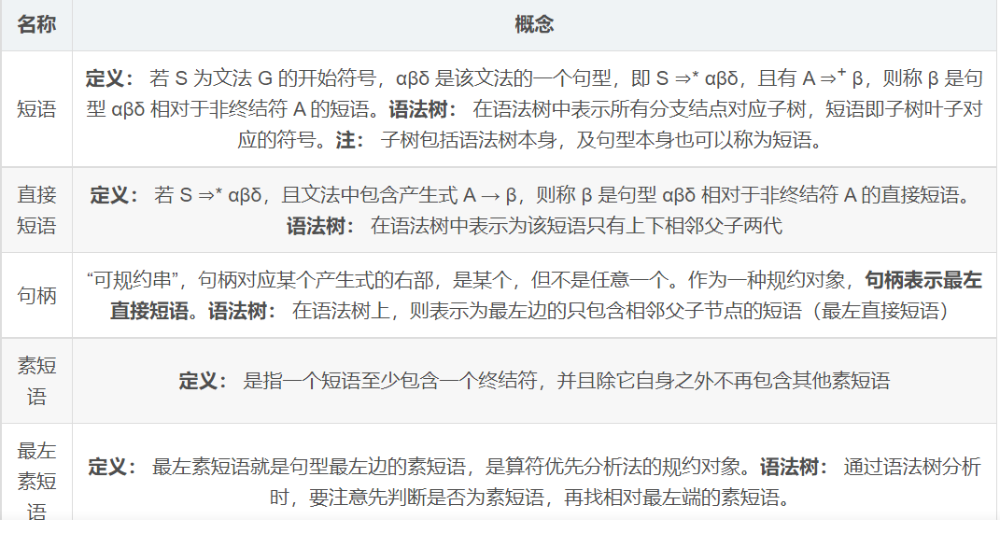 名称
概念
短语
定义： 若 S 为文法 G 的开始符号，αβδ 是该文法的一个句型，即 S ⇒* αβδ，且有 A ⇒⁺ β，则称 β 是句
型 αβδ 相对于非终结符 A 的短语。语法树： 在语法树中表示所有分支结点对应子树，短语即子树叶子对
应的符号。注： 子树包括语法树本身，及句型本身也可以称为短语。
直接
短语
定义： 若 S ⇒* αβδ，且文法中包含产生式 A → β，则称 β 是句型 αβδ 相对于非终结符 A 的直接短语。
语法树： 在语法树中表示为该短语只有上下相邻父子两代
句柄
“可规约串”，句柄对应某个产生式的右部，是某个，但不是任意一个。作为一种规约对象，句柄表示最左
直接短语。语法树： 在语法树上，则表示为最左边的只包含相邻父子节点的短语（最左直接短语）
素短
语
定义： 是指一个短语至少包含一个终结符，并且除它自身之外不再包含其他素短语
最左
素短
语
定义： 最左素短语就是句型最左边的素短语，是算符优先分析法的规约对象。语法树： 通过语法树分析
时，要注意先判断是否为素短语，再找相对最左端的素短语。